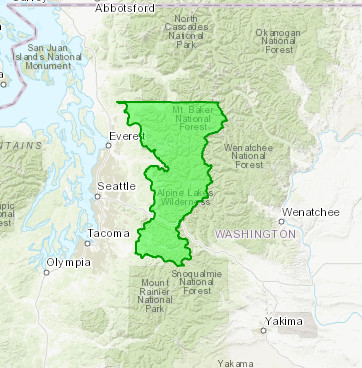 Abbotsford
North
Cascades
National
Park
Okanogan
National
Forest
San Juan
Islands National
Monument
Mt. Baker
National
Forest
Everett
Wenatchee
National
Forest
Seattle
Alpine Lakes
Wilderness
Wenatchee
WASHINGTON
Tacoma
Olympia
Snoqualmie
National
Forest
Mount
Rainier
National
Park
Yakima
Yakama